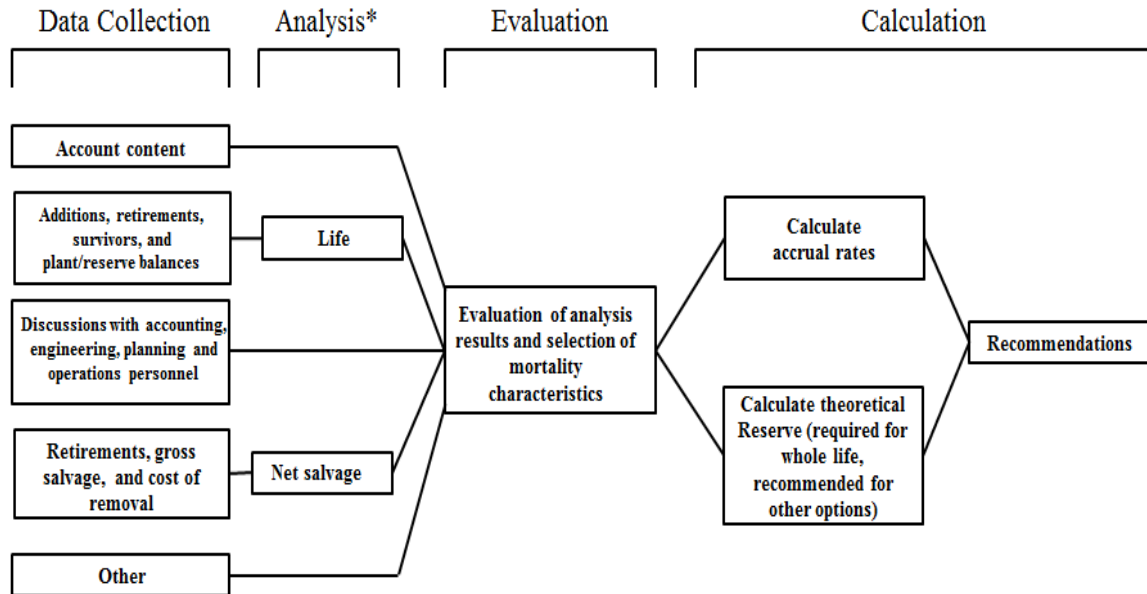 Data Collection
Analysis*
Evaluation
Calculation
Account content
Additions, retirements,
survivors, and
plant/reserve balances
Life
Discussions with accounting,
engineering, planning and
operations personnel
Retirements, gross
salvage, and cost of
removal
Net salvage
Other
Evaluation of analysis
results and selection of
mortality
characteristics
Calculate
accrual rates
Calculate theoretical
Reserve (required for
whole life,
recommended for
other options)
Recommendations